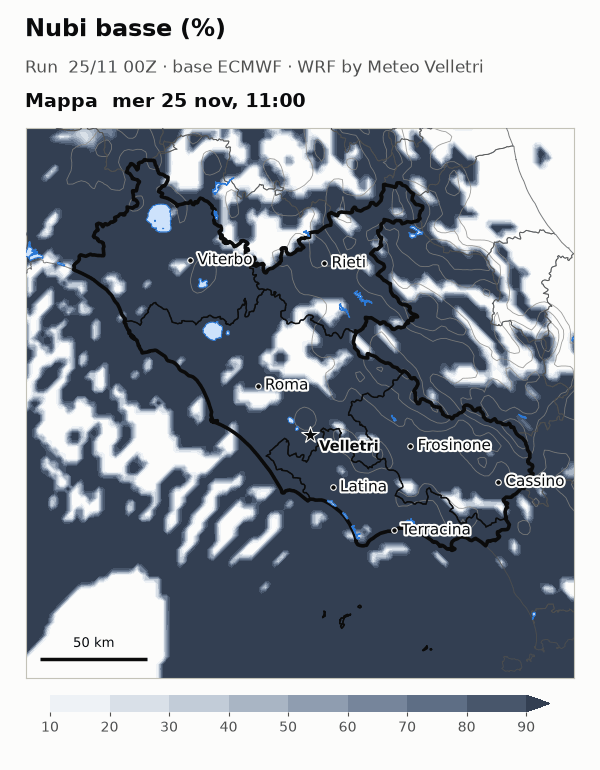 Nubi basse (%)
Run  25/11 00Z · base ECMWF · WRF by Meteo Velletri
Mappa  mer 25 nov, 11:00
Viterbo
Rieti
Roma
Velletri
Frosinone
Latina
Cassino
Terracina
50 km
10 20 30 40 50 60 70 80 90